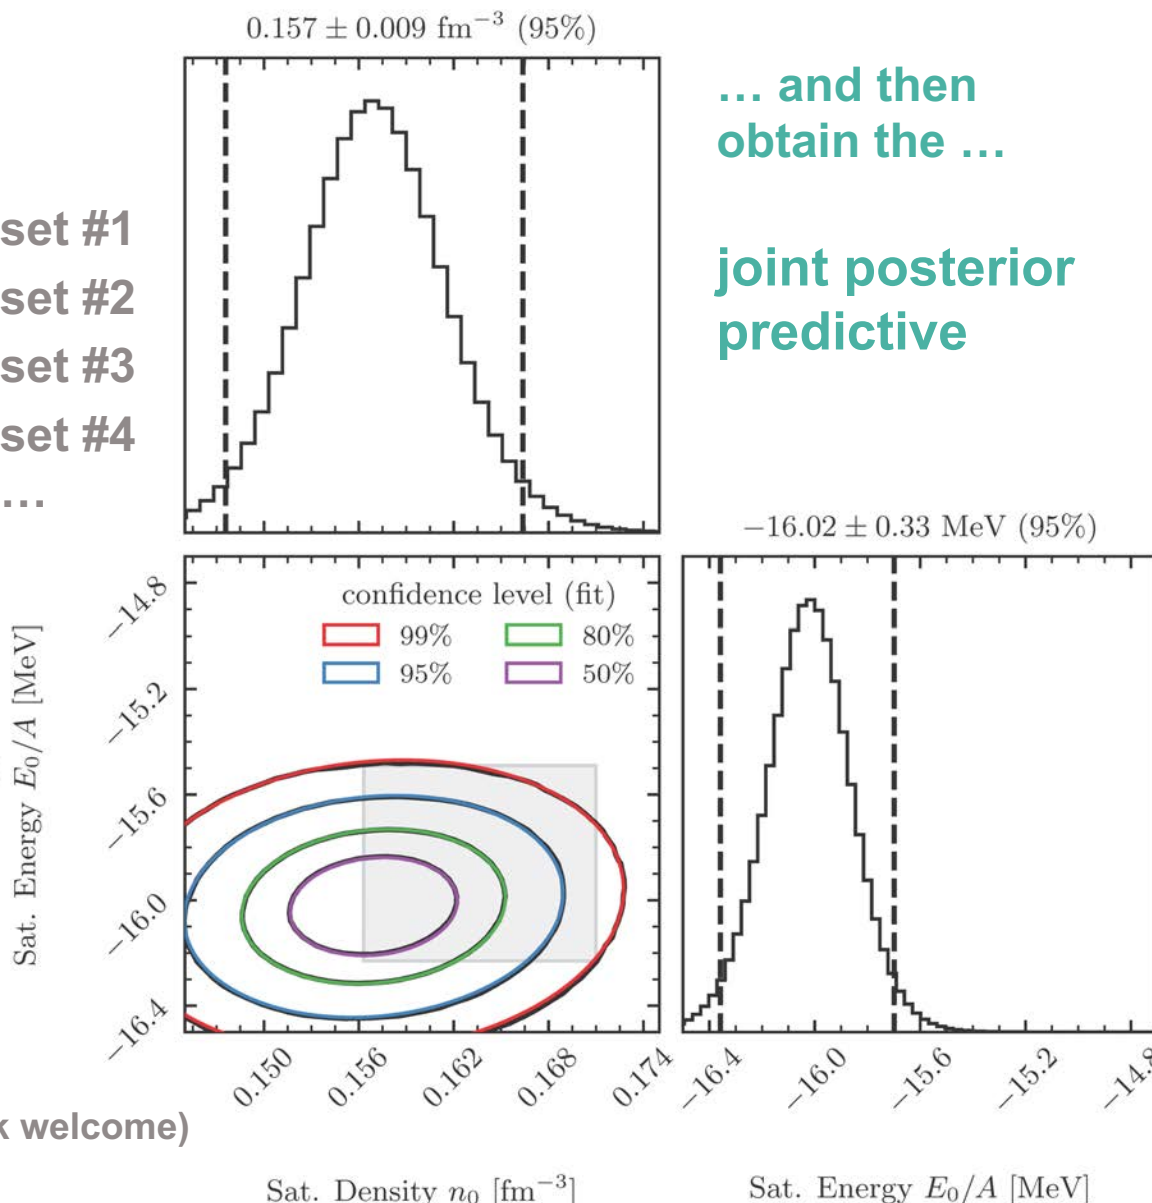 0.157 ± 0.009 fm⁻³ (95%)
… and then
obtain the …
joint posterior
predictive
set #1
set #2
set #3
set #4
…
−16.02 ± 0.33 MeV (95%)
confidence level (fit)
99%
80%
95%
50%
Sat. Energy E₀/A [MeV]
−14.8
−15.2
−15.6
−16.0
−16.4
0.150
0.156
0.162
0.168
0.174
−16.4
−16.0
−15.6
−15.2
−14.8
k welcome)
Sat. Density n₀ [fm⁻³]
Sat. Energy E₀/A [MeV]